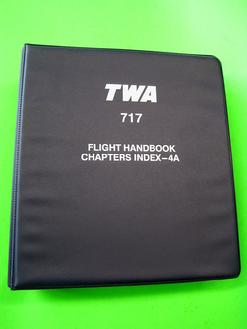 TWA
717
FLIGHT HANDBOOK
CHAPTERS INDEX-4A